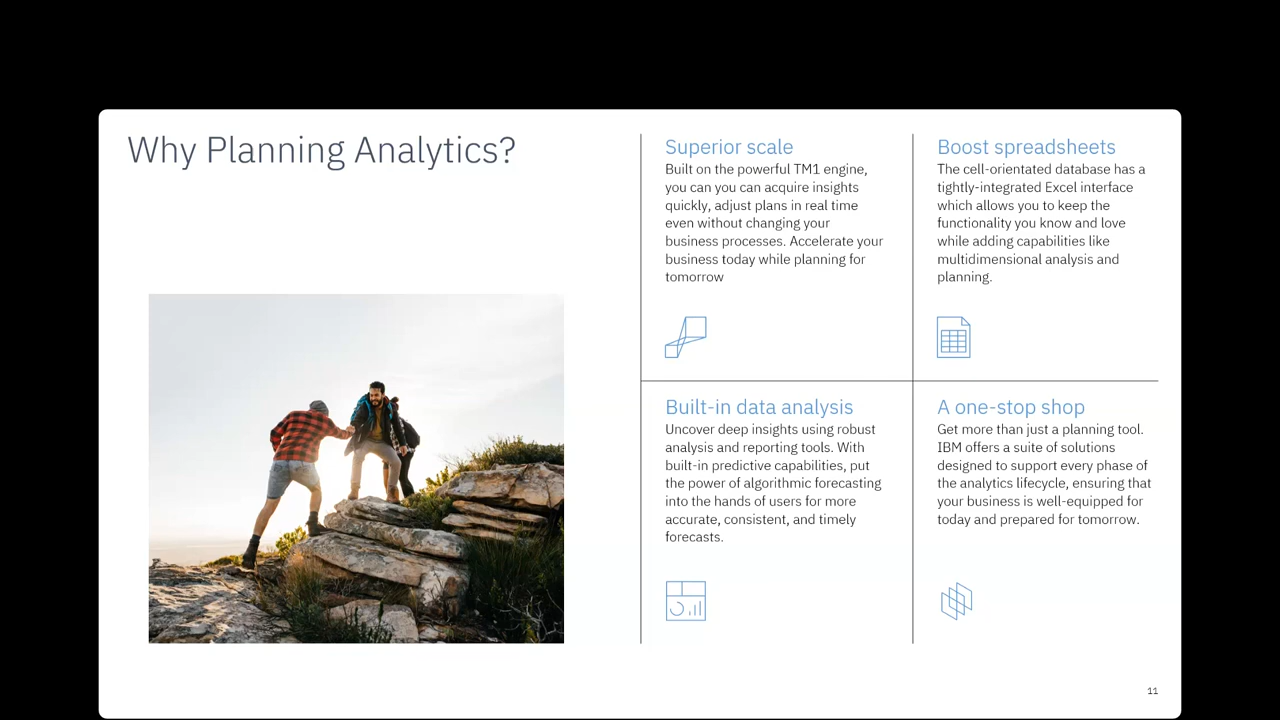 Why Planning Analytics?
Superior scale
Built on the powerful TM1 engine,
you can you can acquire insights
quickly, adjust plans in real time
even without changing your
business processes. Accelerate your
business today while planning for
tomorrow
Boost spreadsheets
The cell-orientated database has a
tightly-integrated Excel interface
which allows you to keep the
functionality you know and love
while adding capabilities like
multidimensional analysis and
planning.
Built-in data analysis
Uncover deep insights using robust
analysis and reporting tools. With
built-in predictive capabilities, put
the power of algorithmic forecasting
into the hands of users for more
accurate, consistent, and timely
forecasts.
A one-stop shop
Get more than just a planning tool.
IBM offers a suite of solutions
designed to support every phase of
the analytics lifecycle, ensuring that
your business is well-equipped for
today and prepared for tomorrow.
11